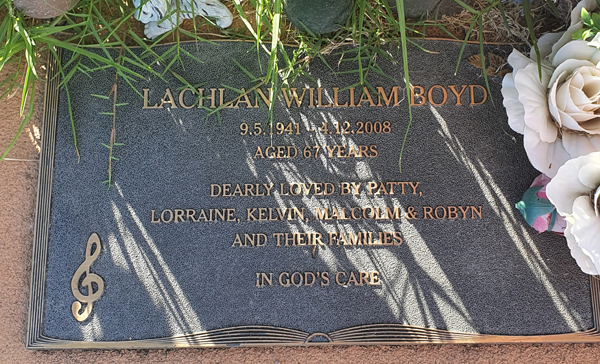 LACHLAN WILLIAM BOYD
9.5.1941 - 4.12.2008
AGED 67 YEARS
DEARLY LOVED BY PATTY,
LORRAINE, KELVIN, MALCOLM & ROBYN
AND THEIR FAMILIES
IN GOD'S CARE